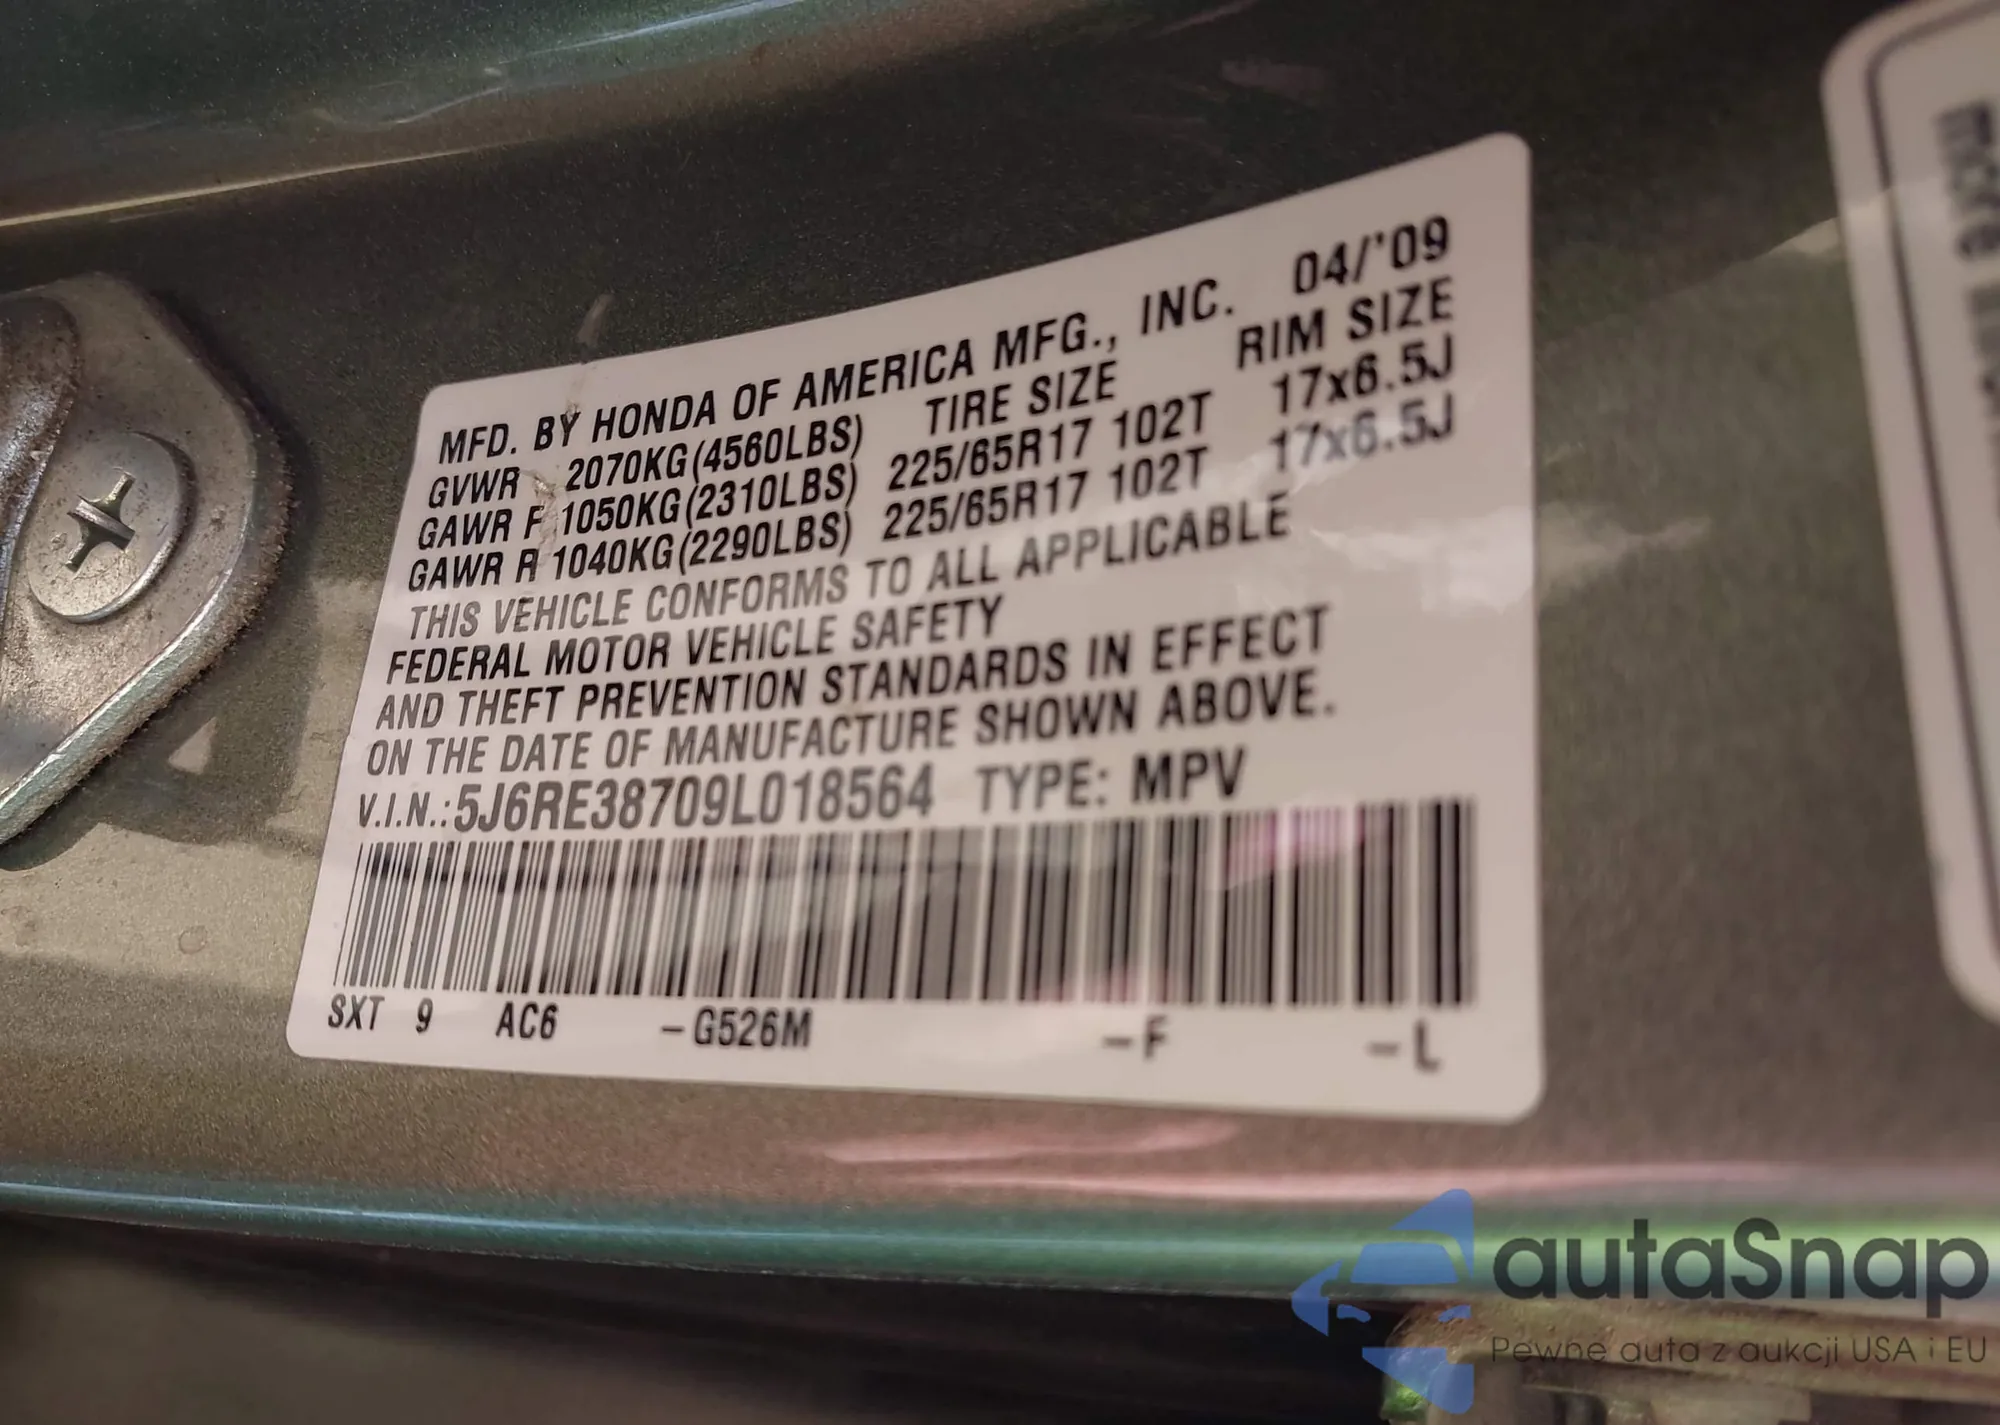 MFD. BY HONDA OF AMERICA MFG., INC. 04/'09
GVWR 2070KG(4560LBS) TIRE SIZE RIM SIZE
GAWR F 1050KG(2310LBS) 225/65R17 102T 17x6.5J
GAWR R 1040KG(2290LBS) 225/65R17 102T 17x6.5J
THIS VEHICLE CONFORMS TO ALL APPLICABLE
FEDERAL MOTOR VEHICLE SAFETY
AND THEFT PREVENTION STANDARDS IN EFFECT
ON THE DATE OF MANUFACTURE SHOWN ABOVE.
V.I.N.:5J6RE38709L018564 TYPE: MPV
SXT 9 AC6 -G526M -F -L
more
autaSnap
Pewne auta z aukcji USA i EU